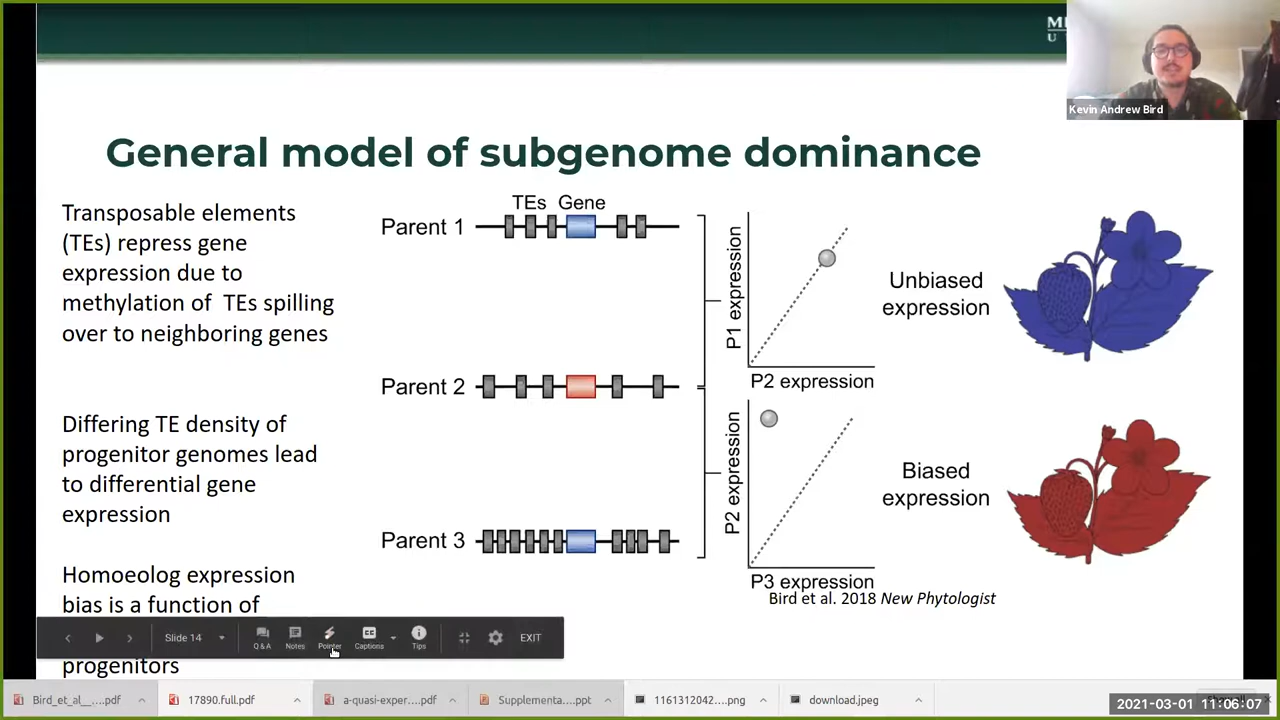 General model of subgenome dominance
Kevin Andrew Bird
Transposable elements
(TEs) repress gene
expression due to
methylation of TEs spilling
over to neighboring genes
Differing TE density of
progenitor genomes lead
to differential gene
expression
Homoeolog expression
bias is a function of
progenitors
TEs Gene
Parent 1
Parent 2
Parent 3
P1 expression
P2 expression
Unbiased
expression
P2 expression
P3 expression
Biased
expression
Bird et al. 2018 New Phytologist
Slide 14
Q & A
Notes
Pointer
Captions
Tips
EXIT
Bird_et_al__....pdf
17890.full.pdf
a-quasi-exper....pdf
Supplementa....ppt
1161312042....png
download.jpeg
2021-03-01 11:06:07